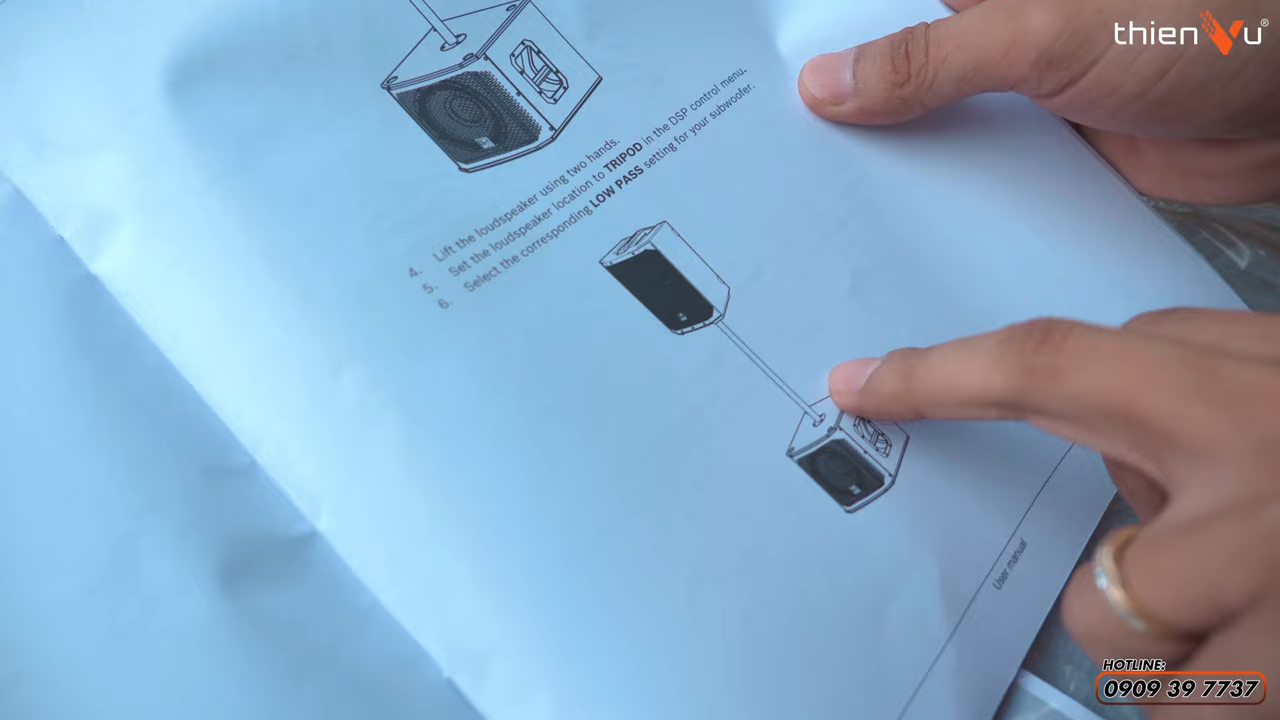 thienVu®
4. Lift the loudspeaker using two hands.
5. Set the loudspeaker location to TRIPOD in the DSP control menu.
6. Select the corresponding LOW PASS setting for your subwoofer.
User manual
HOTLINE:
0909 39 7737